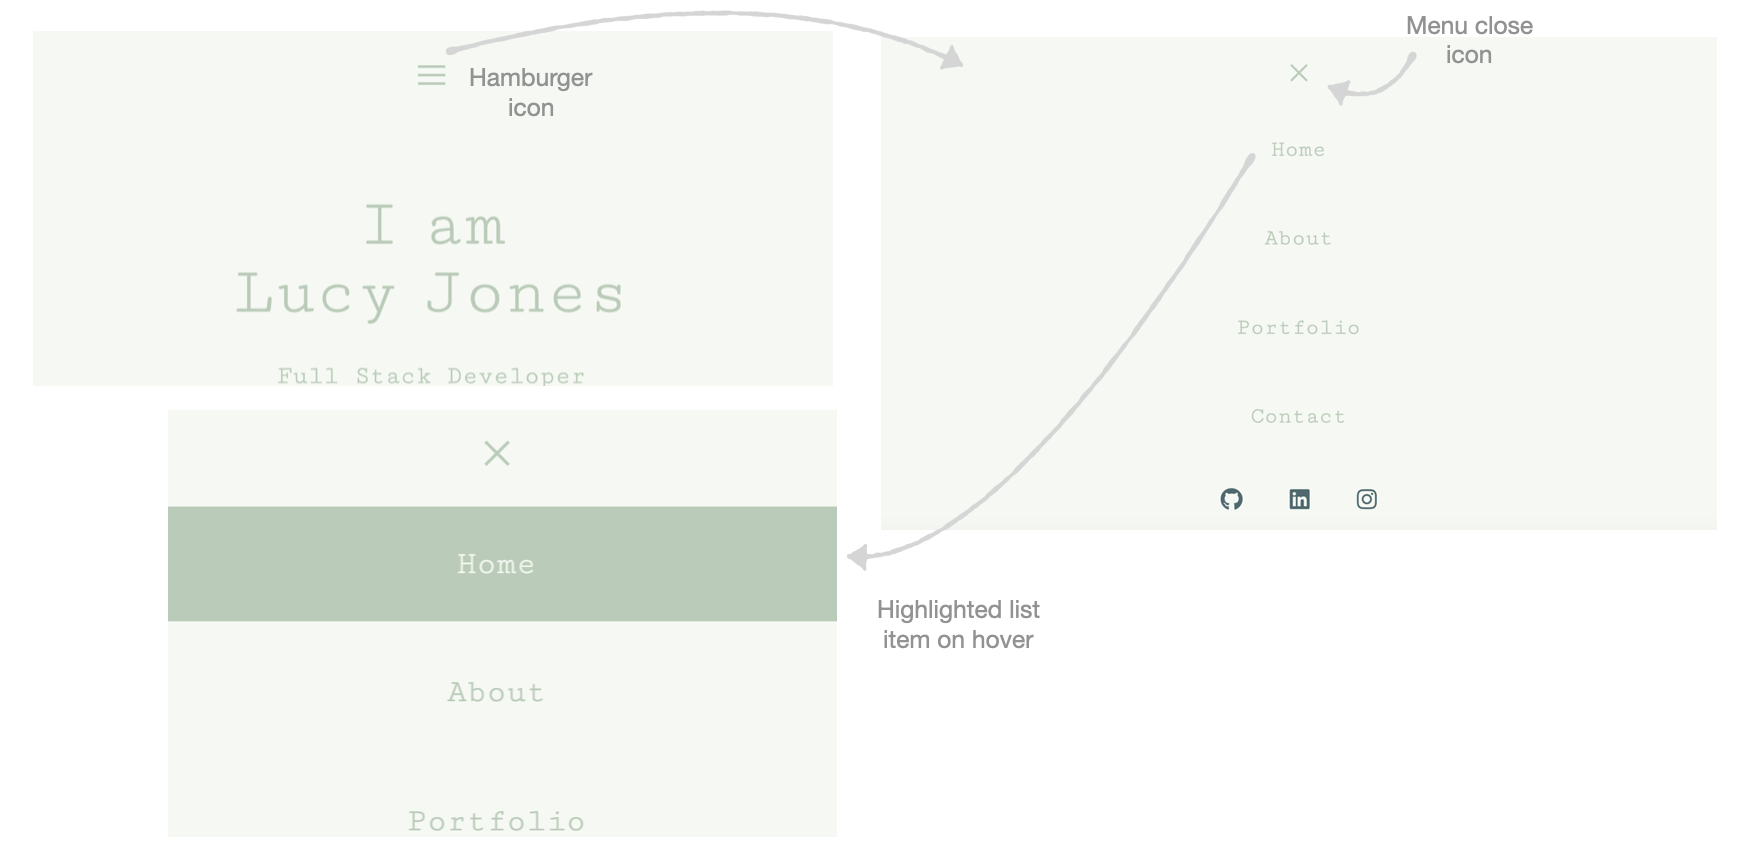 Hamburger
icon
I am
Lucy Jones
Full Stack Developer
Menu close
icon
Home
About
Portfolio
Contact
in
Home
About
Portfolio
Highlighted list
item on hover